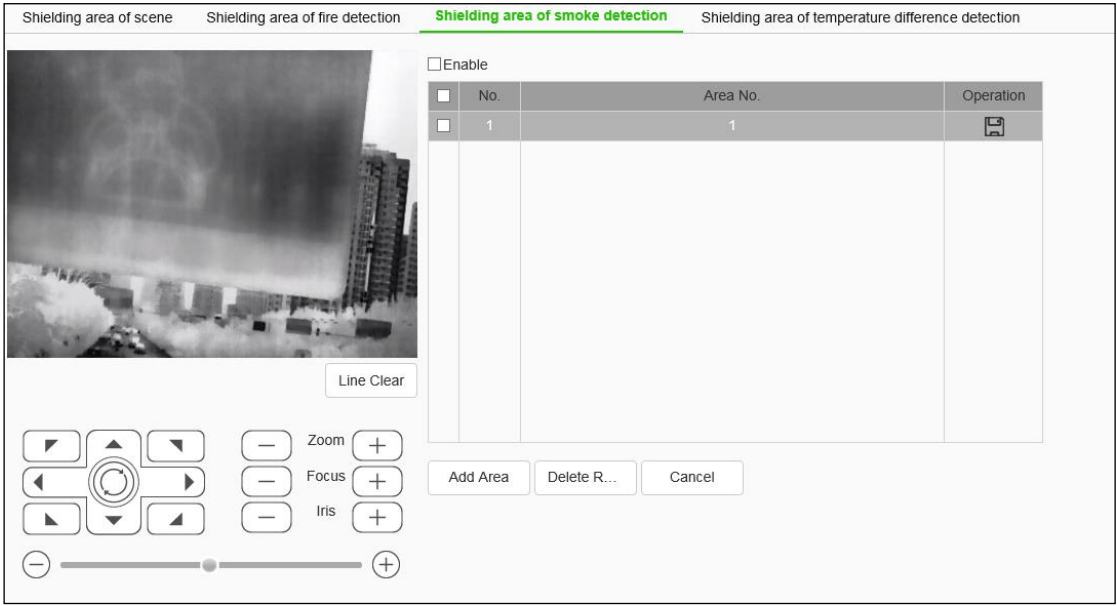 Shielding area of scene Shielding area of fire detection Shielding area of smoke detection Shielding area of temperature difference detection
Enable
No. Area No. Operation
1 1
Line Clear
Zoom
Focus
Iris
Add Area Delete R... Cancel